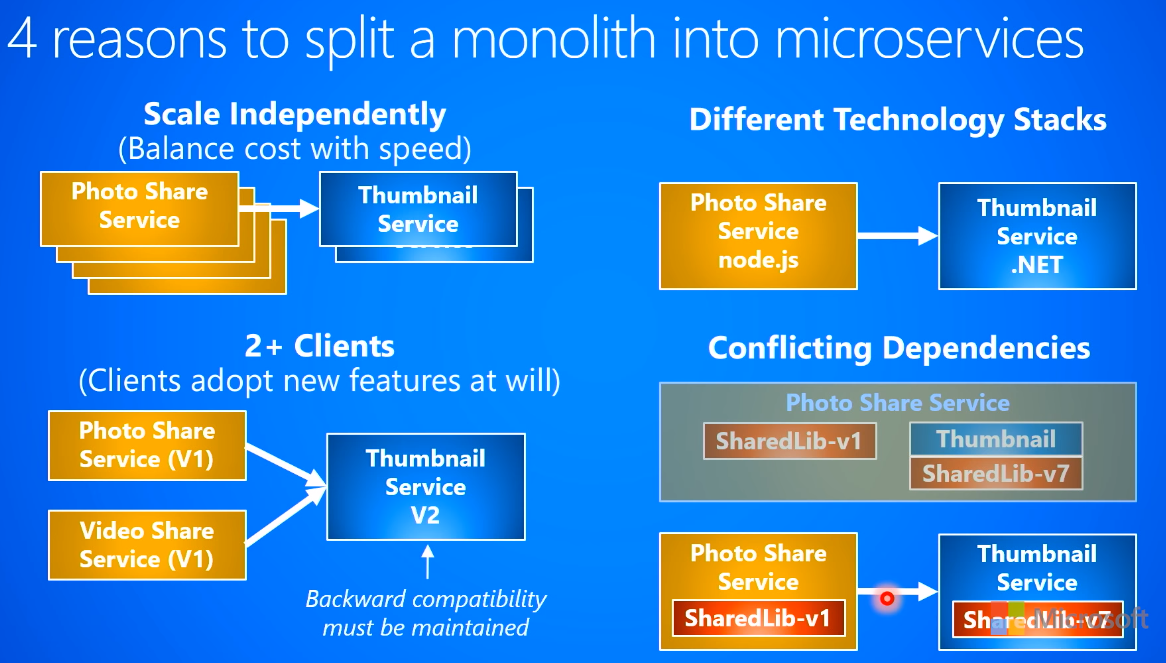 4 reasons to split a monolith into microservices
Scale Independently
(Balance cost with speed)
Photo Share
Service
Thumbnail
Service
Different Technology Stacks
Photo Share
Service
node.js
Thumbnail
Service
.NET
2+ Clients
(Clients adopt new features at will)
Photo Share
Service (V1)
Video Share
Service (V1)
Thumbnail
Service
V2
Backward compatibility
must be maintained
Conflicting Dependencies
Photo Share Service
SharedLib-v1
Thumbnail
SharedLib-v7
Photo Share
Service
SharedLib-v1
Thumbnail
Service
SharedLib-v7
Microsoft